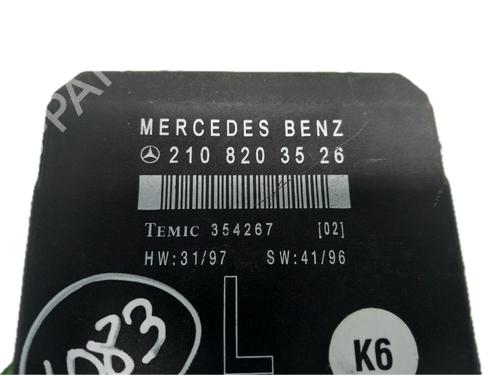 MERCEDES BENZ
210 820 35 26
TEMIC 354267 [02]
HW:31/97 SW:41/96
L
K6